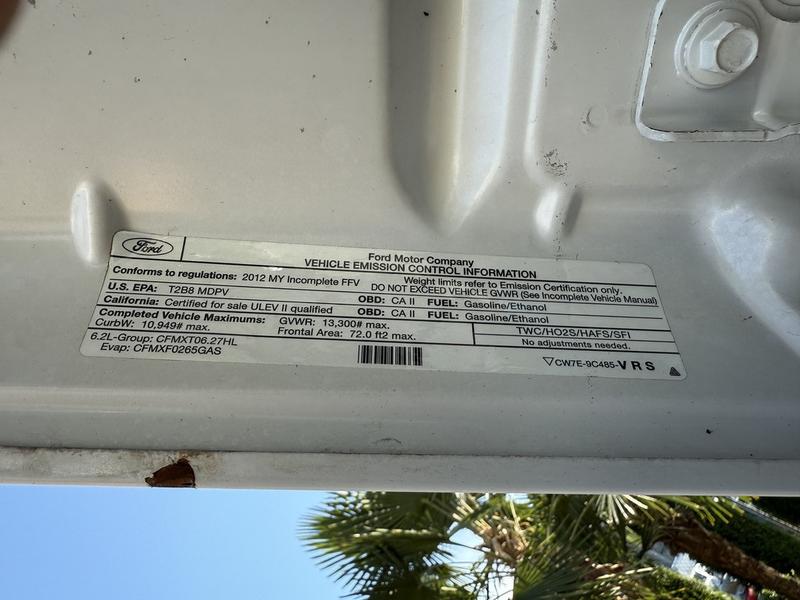 Ford
Ford Motor Company
VEHICLE EMISSION CONTROL INFORMATION
Conforms to regulations: 2012 MY Incomplete FFV
Weight limits refer to Emission Certification only.
DO NOT EXCEED VEHICLE GVWR (See Incomplete Vehicle Manual)
U.S. EPA: T2B8 MDPV OBD: CA II FUEL: Gasoline/Ethanol
California: Certified for sale ULEV II qualified OBD: CA II FUEL: Gasoline/Ethanol
Completed Vehicle Maximums: GVWR: 13,300# max.
CurbW: 10,949# max. Frontal Area: 72.0 ft2 max.
TWC/HO2S/HAFS/SFI
No adjustments needed.
6.2L-Group: CFMXT06.27HL
Evap: CFMXF0265GAS
CW7E-9C485-VRS